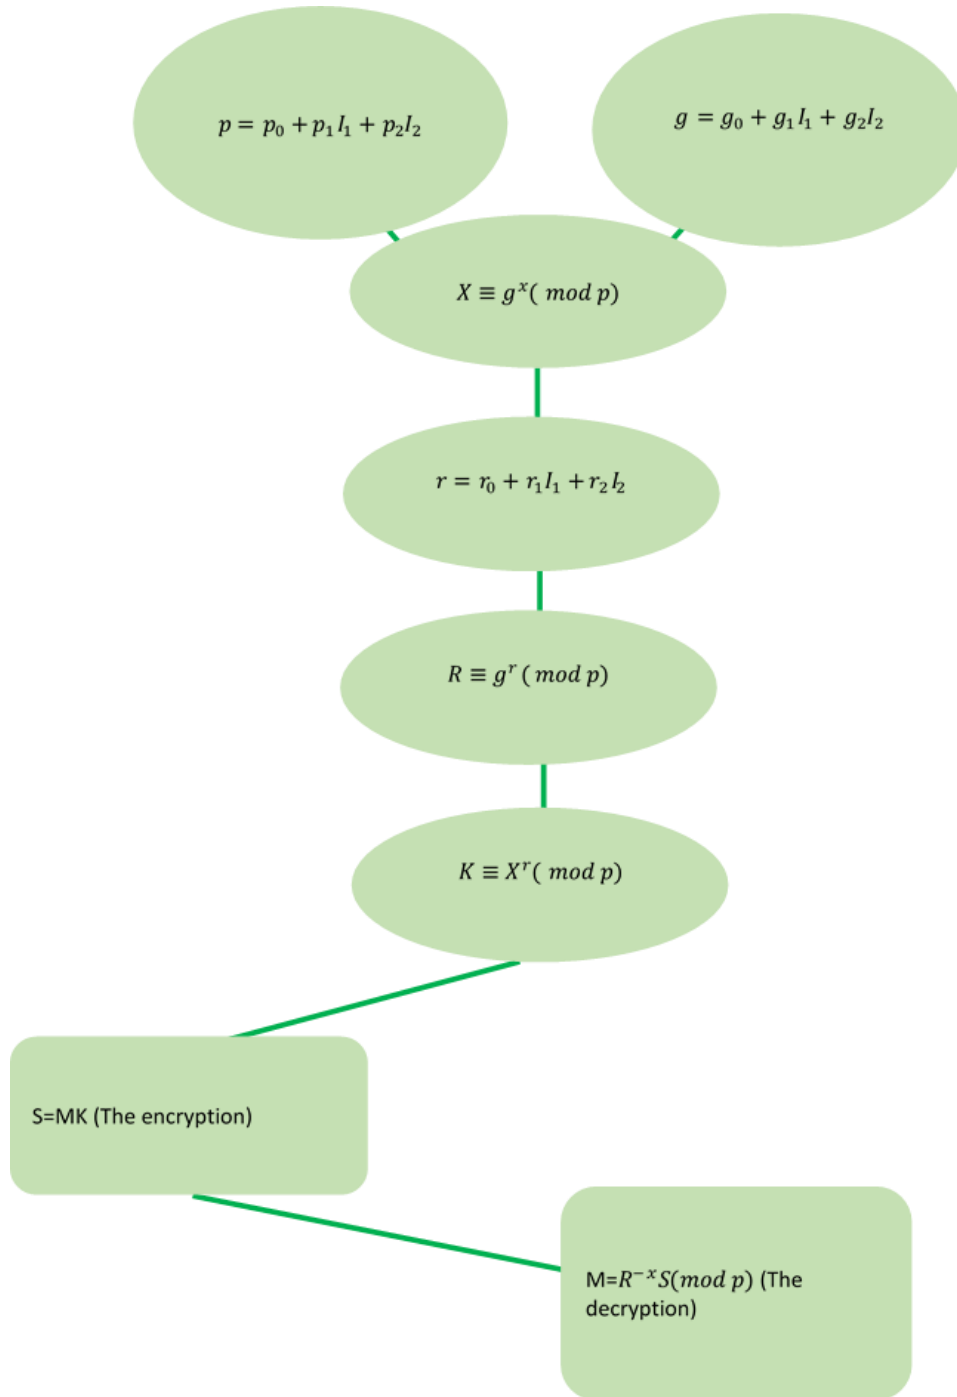 p = p₀ + p₁I₁ + p₂I₂
g = g₀ + g₁I₁ + g₂I₂
X ≡ gˣ( mod p)
r = r₀ + r₁I₁ + r₂I₂
R ≡ gʳ ( mod p)
K ≡ Xʳ( mod p)
S=MK (The encryption)
M=R⁻ˣS(mod p) (The
decryption)